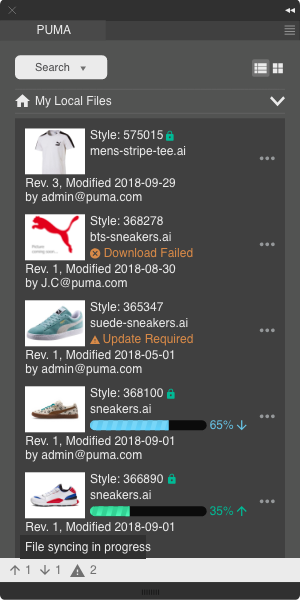 PUMA
Search
My Local Files
Style: 575015
mens-stripe-tee.ai
Rev. 3, Modified 2018-09-29
by admin@puma.com
Style: 368278
bts-sneakers.ai
Download Failed
Rev. 1, Modified 2018-08-30
by J.C@puma.com
Style: 365347
suede-sneakers.ai
Update Required
Rev. 1, Modified 2018-05-01
by admin@puma.com
Style: 368100
sneakers.ai
65%
Rev. 1, Modified 2018-09-01
by admin@puma.com
Style: 366890
sneakers.ai
35%
Rev. 1, Modified 2018-09-01
File syncing in progress
1 1 2